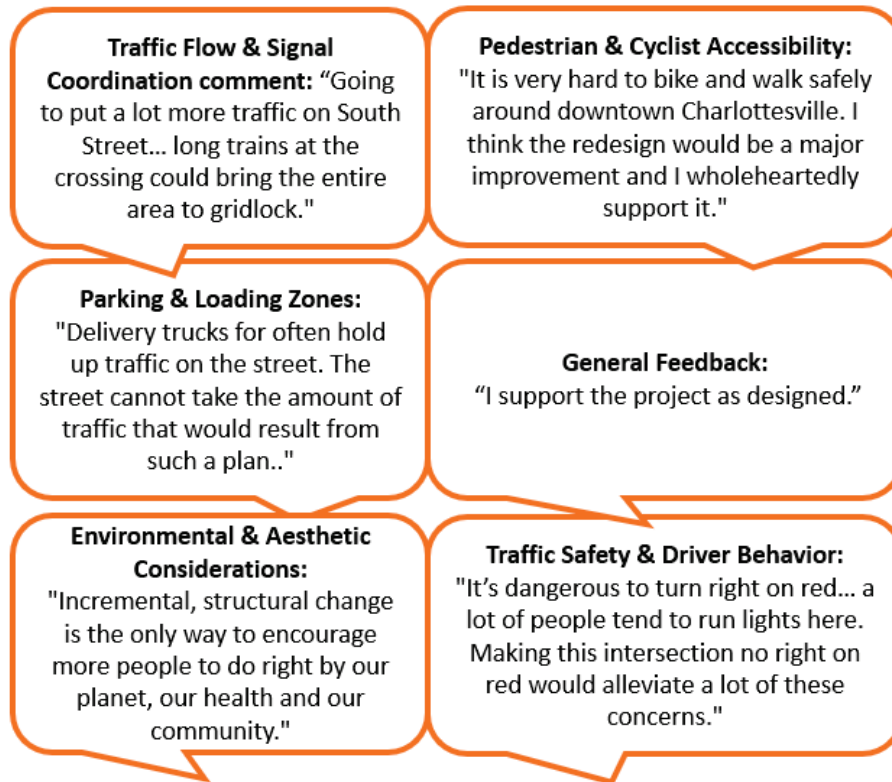 Traffic Flow & Signal
Coordination comment: “Going
to put a lot more traffic on South
Street… long trains at the
crossing could bring the entire
area to gridlock."
Pedestrian & Cyclist Accessibility:
"It is very hard to bike and walk safely
around downtown Charlottesville. I
think the redesign would be a major
improvement and I wholeheartedly
support it."
Parking & Loading Zones:
"Delivery trucks for often hold
up traffic on the street. The
street cannot take the amount of
traffic that would result from
such a plan.."
General Feedback:
“I support the project as designed.”
Environmental & Aesthetic
Considerations:
"Incremental, structural change
is the only way to encourage
more people to do right by our
planet, our health and our
community."
Traffic Safety & Driver Behavior:
"It’s dangerous to turn right on red… a
lot of people tend to run lights here.
Making this intersection no right on
red would alleviate a lot of these
concerns."